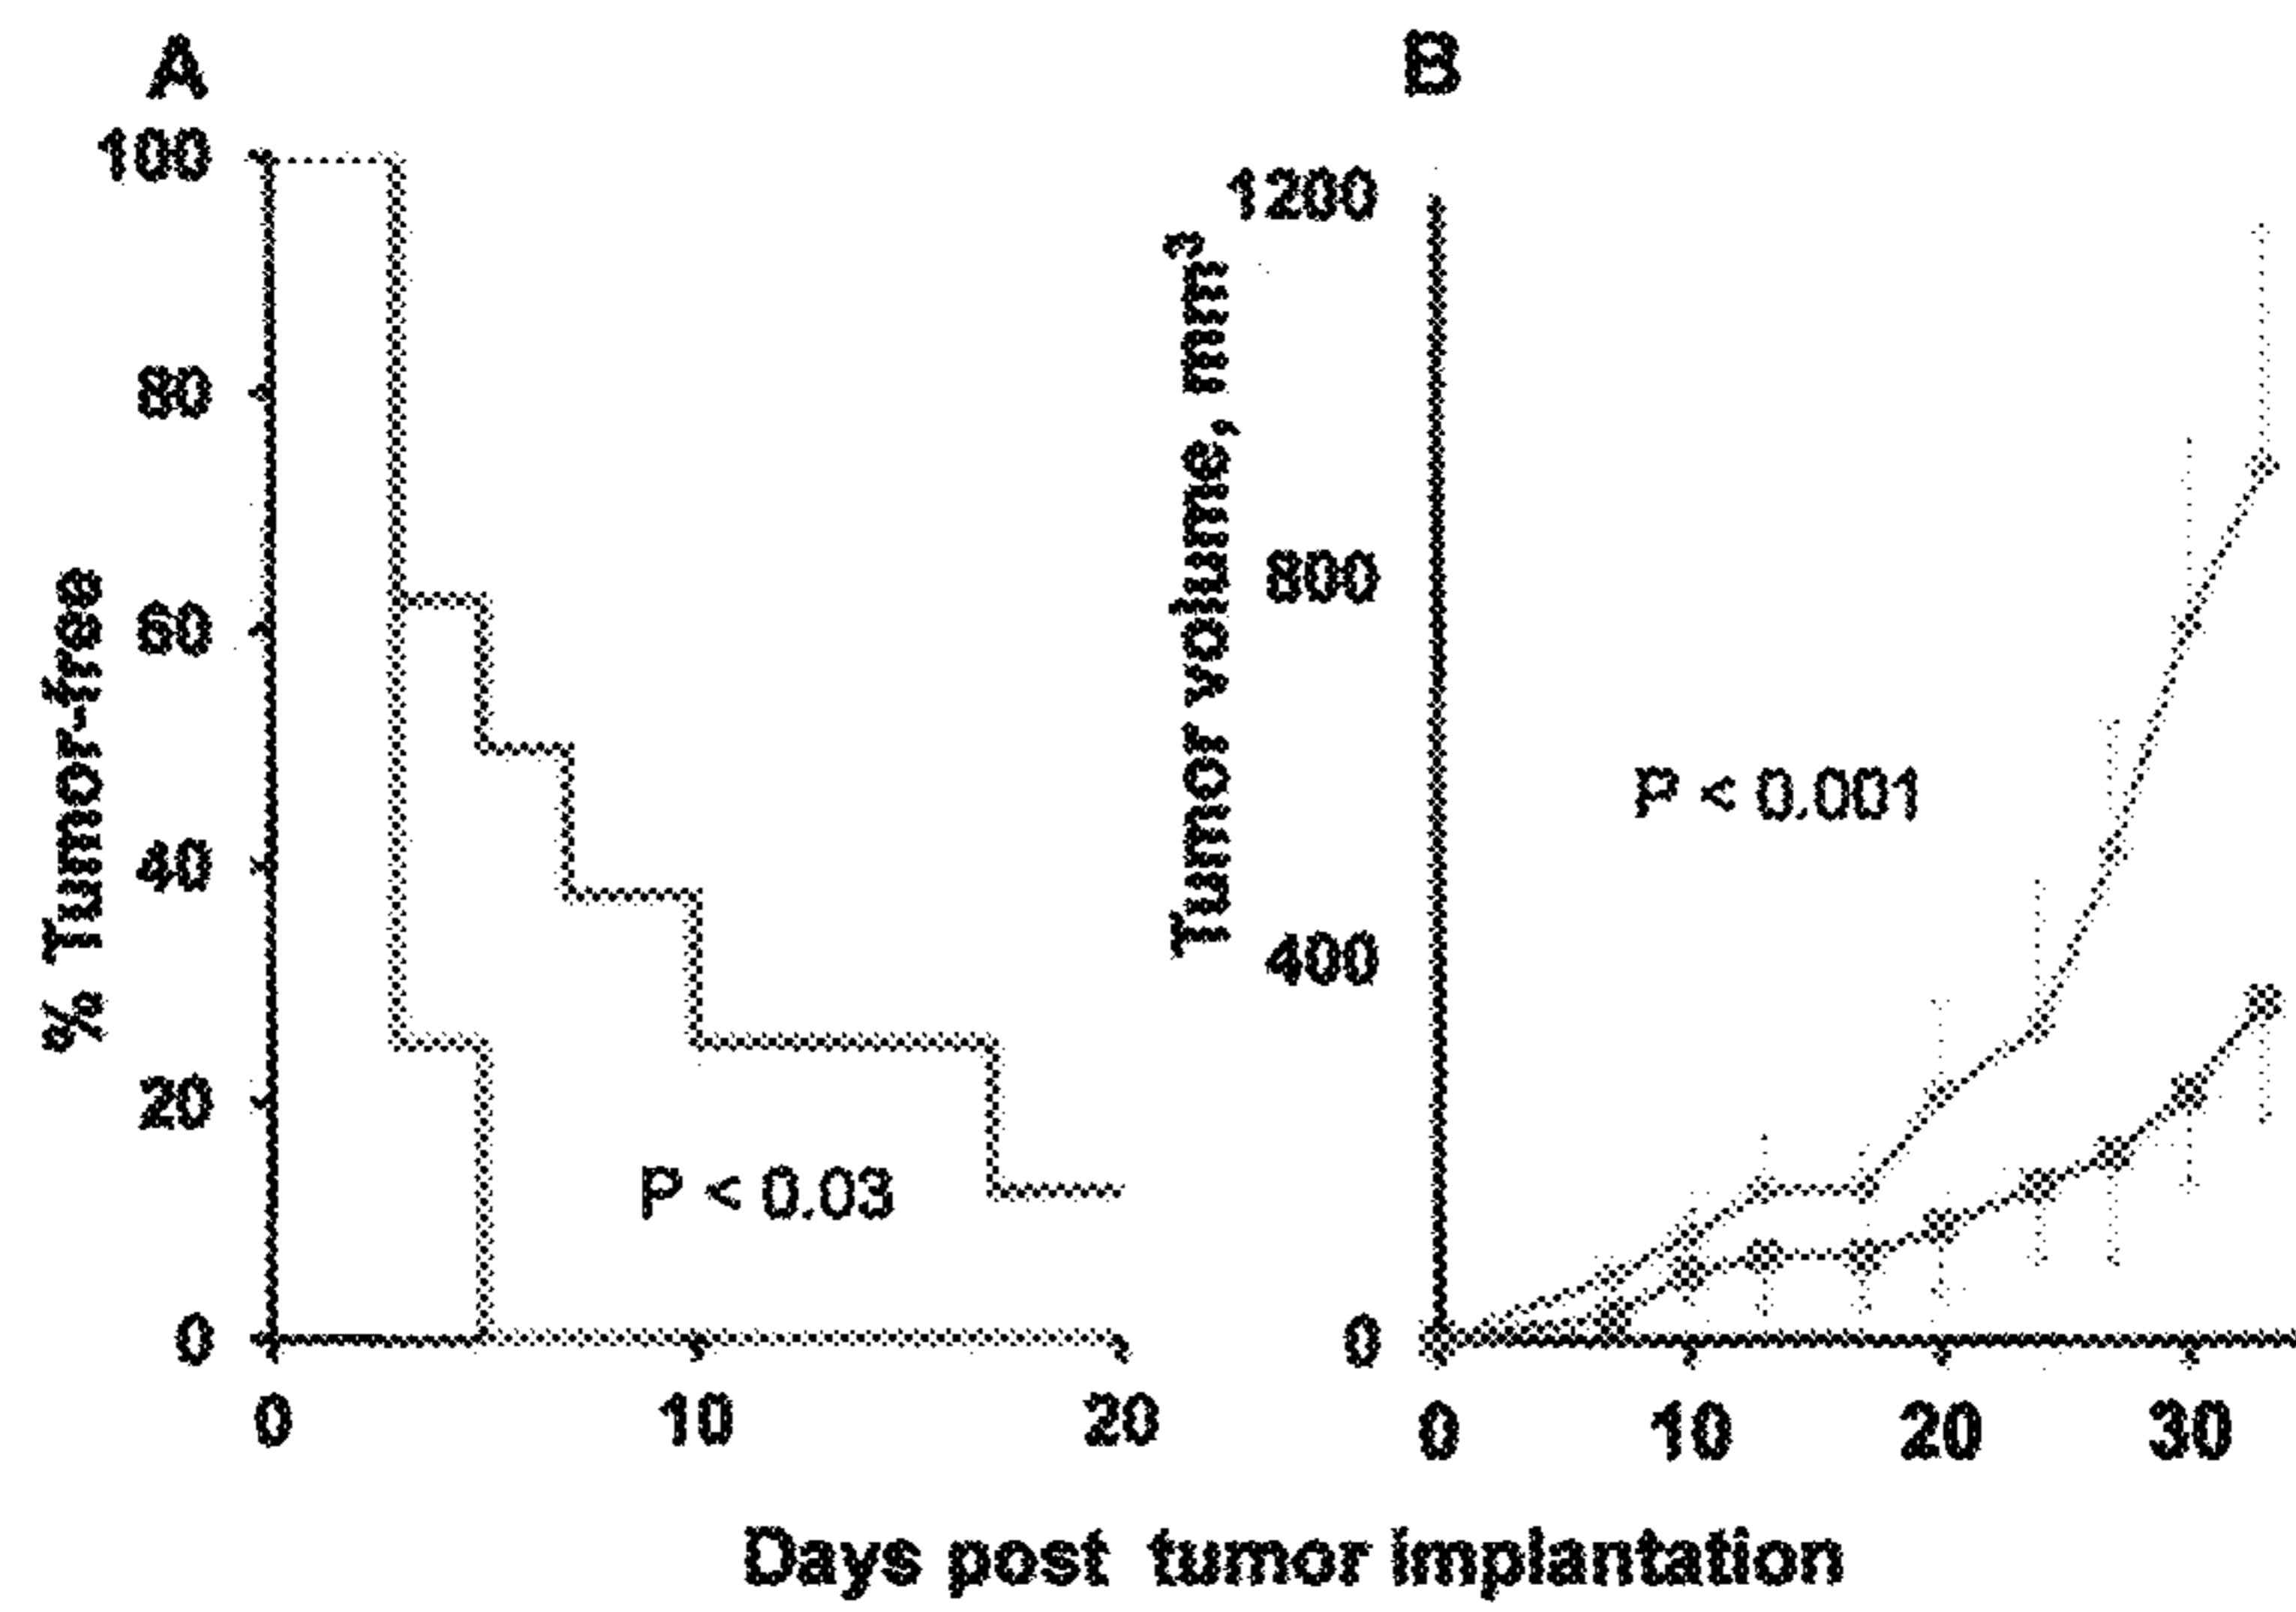 A
100
80
60
40
20
0
% Tumor-free
P < 0.03
0 10 20
B
1200
800
400
0
Tumor volume, mm³
P < 0.001
0 10 20 30
Days post tumor implantation